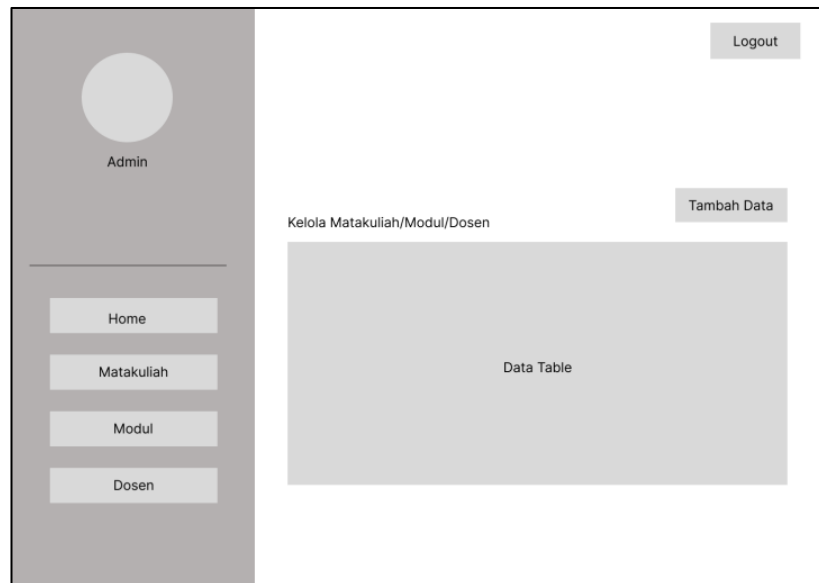 Logout
Admin
Tambah Data
Kelola Matakuliah/Modul/Dosen
Home
Matakuliah
Data Table
Modul
Dosen